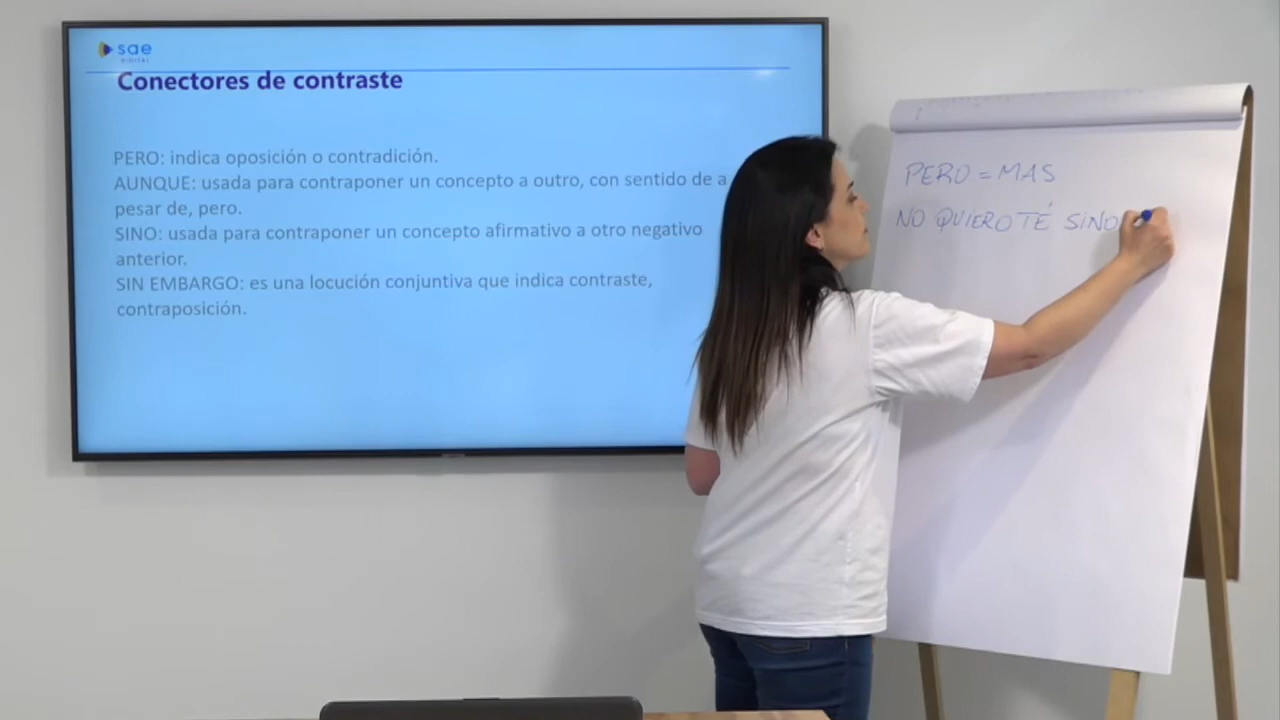 sae
DIGITAL
Conectores de contraste
PERO: indica oposición o contradición.
AUNQUE: usada para contraponer un concepto a outro, con sentido de a
pesar de, pero.
SINO: usada para contraponer un concepto afirmativo a otro negativo
anterior.
SIN EMBARGO: es una locución conjuntiva que indica contraste,
contraposición.
PERO = MAS
NO QUIERO TÉ SINO